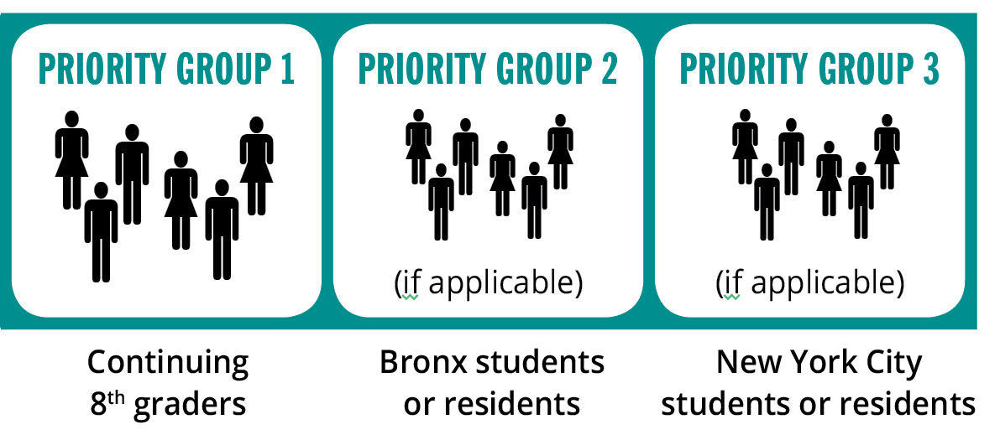 PRIORITY GROUP 1
PRIORITY GROUP 2
PRIORITY GROUP 3
(if applicable)
(if applicable)
Continuing
8th graders
Bronx students
or residents
New York City
students or residents